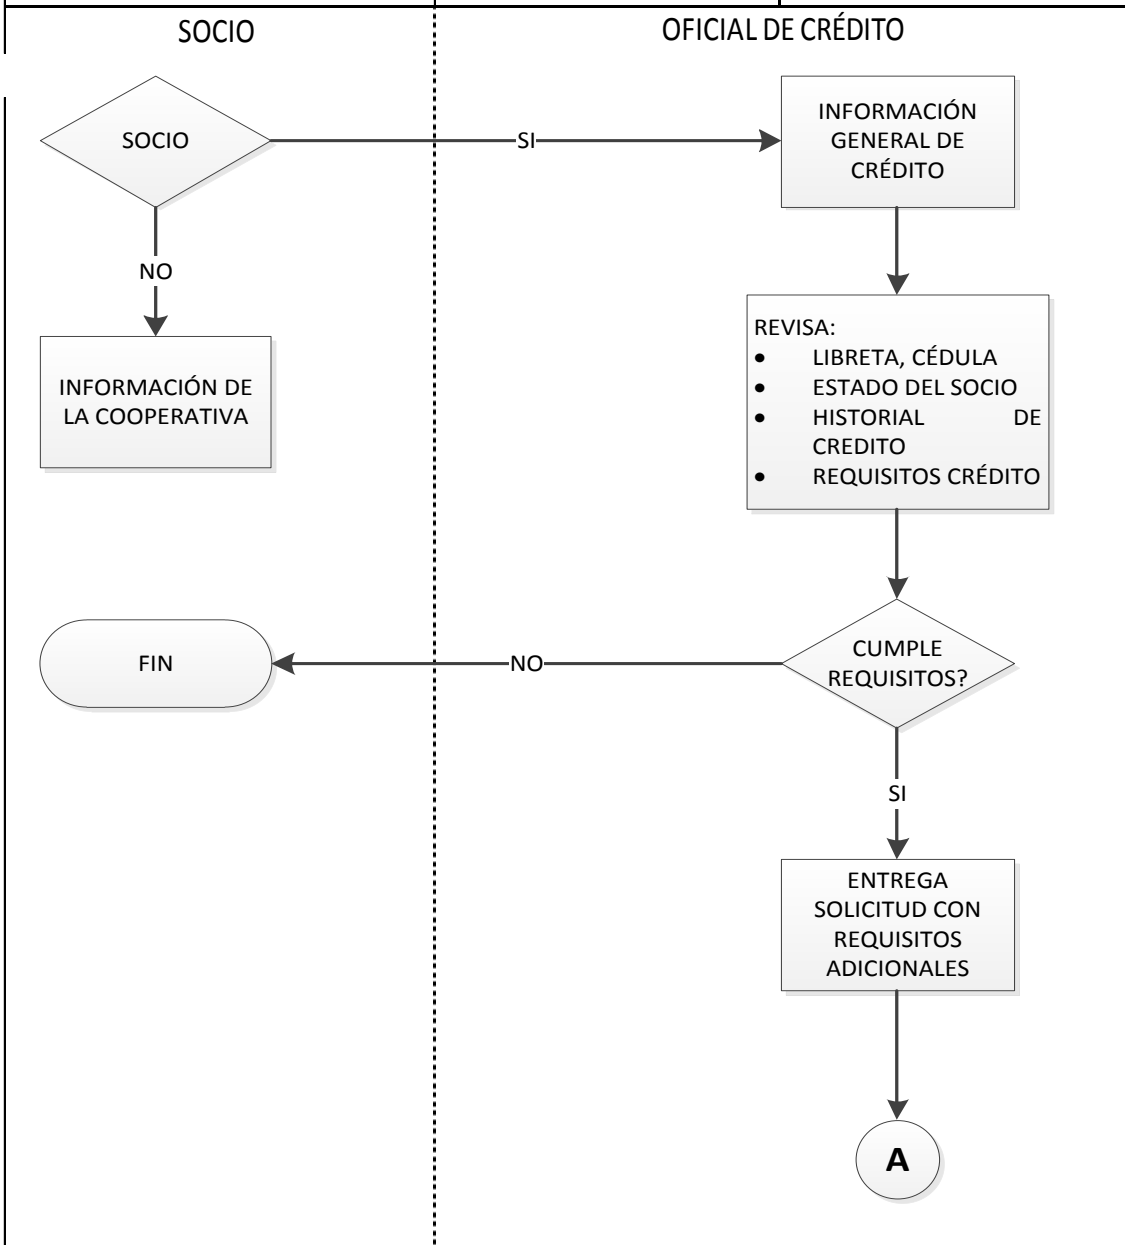 SOCIO
OFICIAL DE CRÉDITO
SOCIO
SI
INFORMACIÓN
GENERAL DE
CRÉDITO
NO
INFORMACIÓN DE
LA COOPERATIVA
REVISA:
• LIBRETA, CÉDULA
• ESTADO DEL SOCIO
• HISTORIAL DE
CREDITO
• REQUISITOS CRÉDITO
FIN
NO
CUMPLE
REQUISITOS?
SI
ENTREGA
SOLICITUD CON
REQUISITOS
ADICIONALES
A